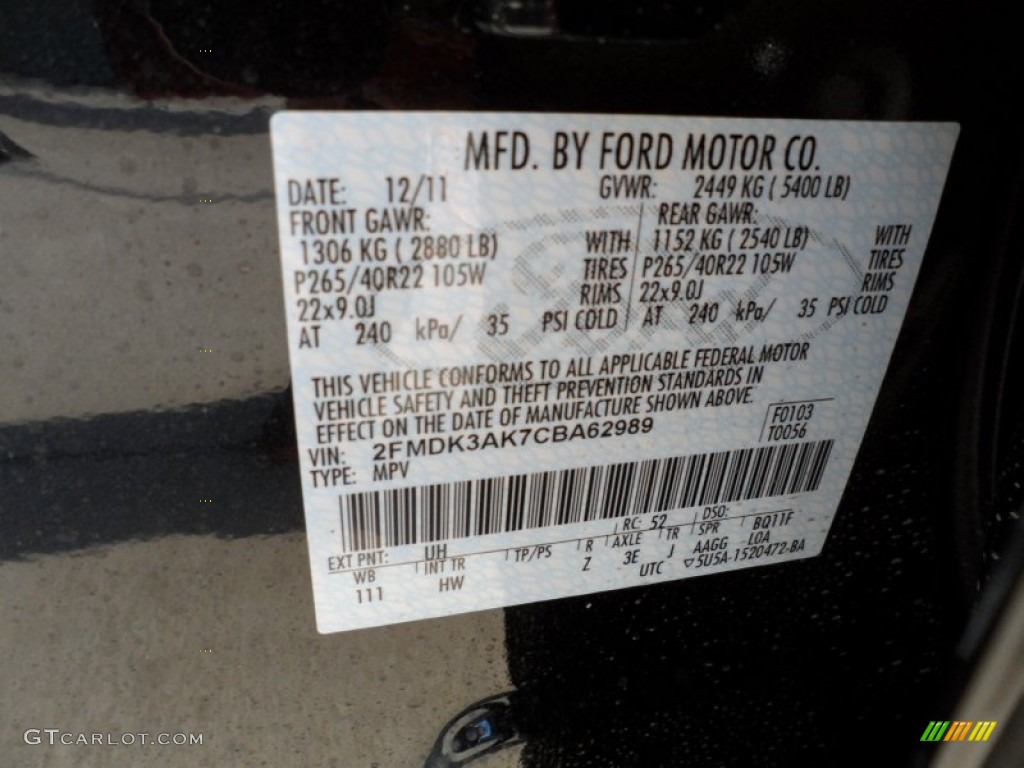 MFD. BY FORD MOTOR CO.
DATE: 12/11 GVWR: 2449 KG ( 5400 LB)
FRONT GAWR: REAR GAWR:
1306 KG ( 2880 LB) WITH 1152 KG ( 2540 LB) WITH
P265/40R22 105W TIRES P265/40R22 105W TIRES
22x9.0J RIMS 22x9.0J RIMS
AT 240 kPa/ 35 PSI COLD AT 240 kPa/ 35 PSI COLD
THIS VEHICLE CONFORMS TO ALL APPLICABLE FEDERAL MOTOR
VEHICLE SAFETY AND THEFT PREVENTION STANDARDS IN
EFFECT ON THE DATE OF MANUFACTURE SHOWN ABOVE.
VIN: 2FMDK3AK7CBA62989 F0103
TYPE: MPV T0056
EXT PNT: UH RC: 52 DSO:
WB INT TR TP/PS R AXLE TR SPR BQ11F
111 HW Z 3E J AAGG LOA
UTC ▽5U5A-1520472-BA
GTCARLOT.COM